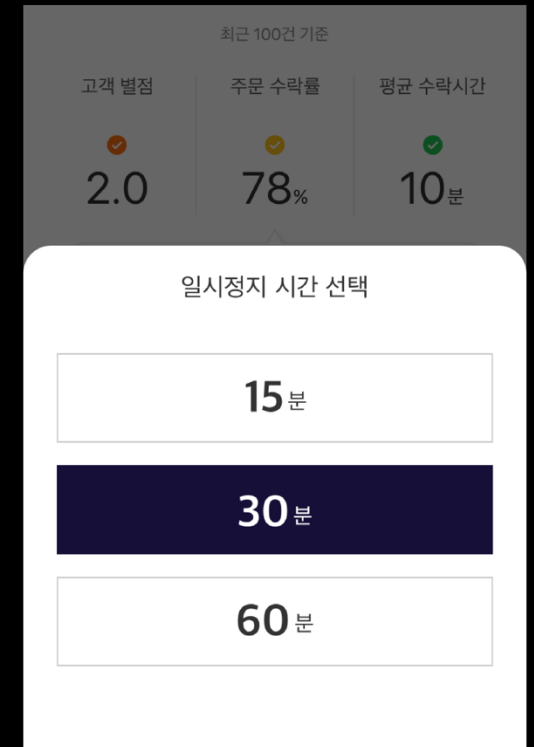 최근 100건 기준
고객 별점 주문 수락률 평균 수락시간
2.0 78% 10분
일시정지 시간 선택
15분
30분
60분